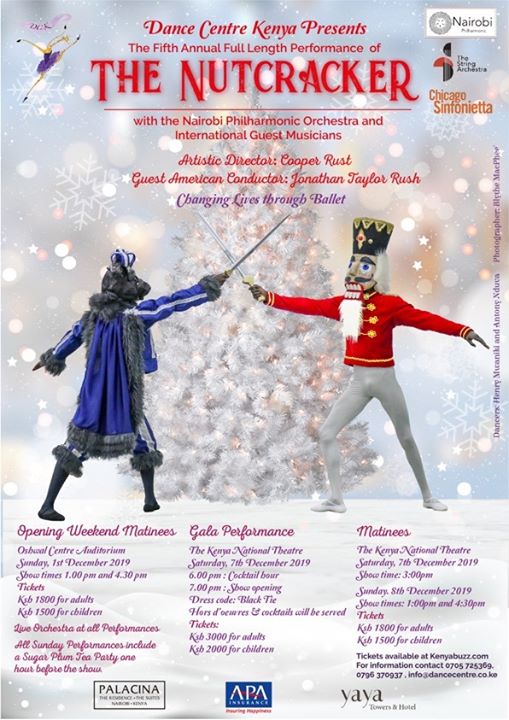 Dance Centre Kenya Presents
The Fifth Annual Full Length Performance of
THE NUTCRACKER
with the Nairobi Philharmonic Orchestra and
International Guest Musicians
Artistic Director: Cooper Rust
Guest American Conductor: Jonathan Taylor Rush
Changing Lives through Ballet
Nairobi
Philharmonic
The
String
Archestra
Chicago
Sinfonietta
Photographer: Blythe MacPhee
Dancers: Henry Mwaniki and Antony Nduva
Opening Weekend Matinees
Oshwal Centre Auditorium
Sunday, 1st December 2019
Show times 1.00 pm and 4.30 pm
Tickets
Ksh 1800 for adults
Ksh 1500 for children
Live Orchestra at all Performances
All Sunday Performances include
a Sugar Plum Tea Party one
hour before the show.
Gala Performance
The Kenya National Theatre
Saturday, 7th December 2019
6.00 pm : Cocktail hour
7.00 pm : Show opening
Dress code: Black Tie
Hors d'oeuvres & cocktails will be served
Tickets:
Ksh 3000 for adults
Ksh 2000 for children
Matinees
The Kenya National Theatre
Saturday, 7th December 2019
Show time: 3:00pm
Sunday. 8th December 2019
Show times: 1:00pm and 4:30pm
Tickets
Ksh 1800 for adults
Ksh 1500 for children
Tickets available at Kenyabuzz.com
For information contact 0705 725369,
0796 370937 , info@dancecentre.co.ke
PALACINA
THE RESIDENCE • THE SUITES
NAIROBI • KENYA
APA
INSURANCE
Insuring Happiness
yaya
Towers & Hotel